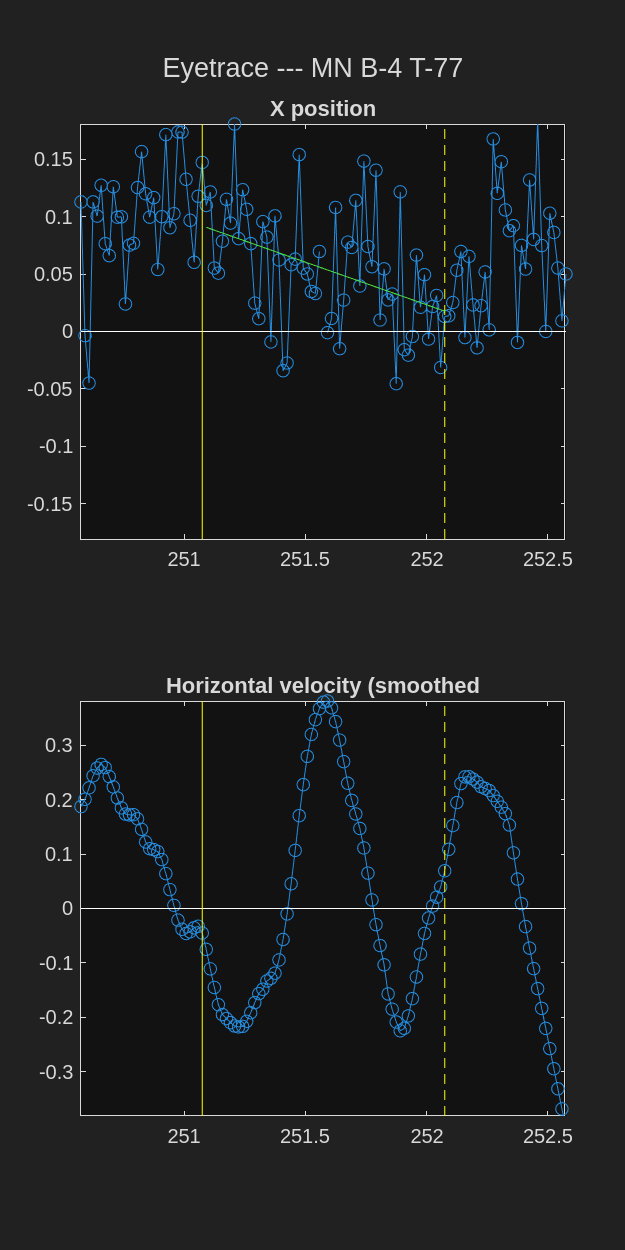 Eyetrace --- MN B-4 T-77
X position
0.15
0.1
0.05
0
-0.05
-0.1
-0.15
251 251.5 252 252.5
Horizontal velocity (smoothed
0.3
0.2
0.1
0
-0.1
-0.2
-0.3
251 251.5 252 252.5